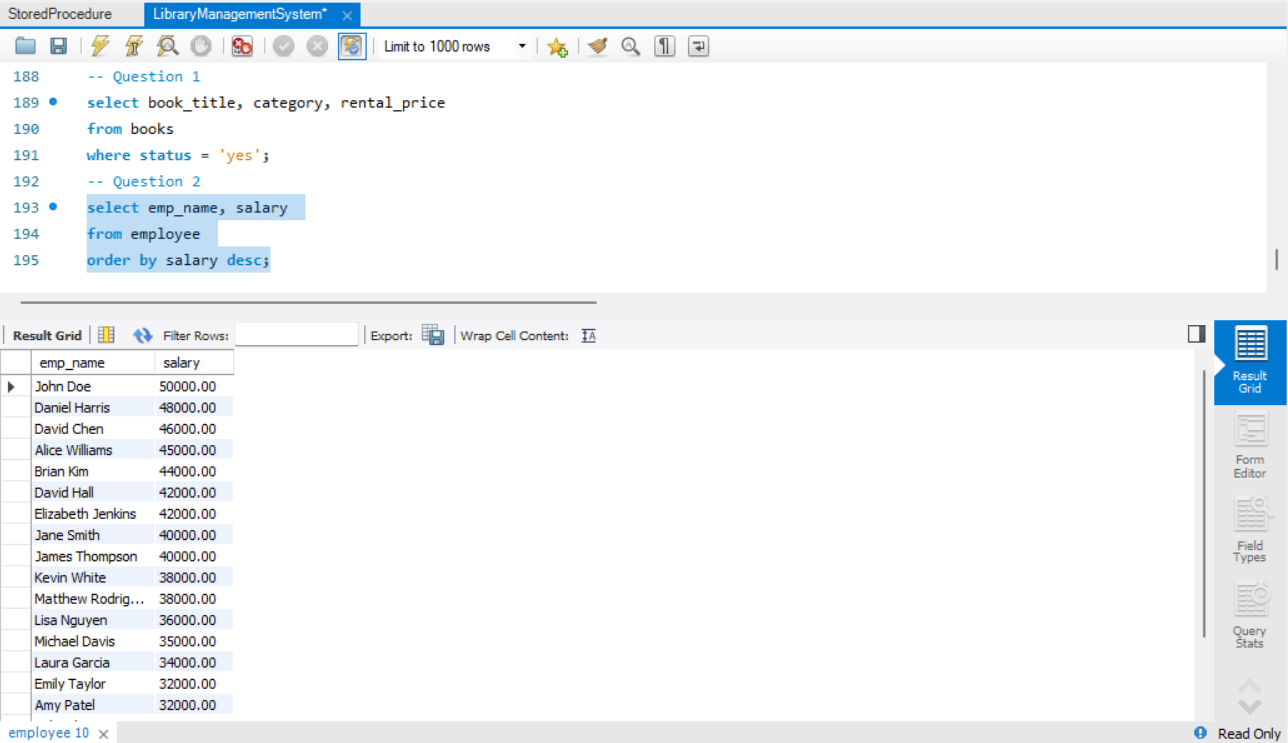 StoredProcedure LibraryManagementSystem*
Limit to 1000 rows
188 -- Question 1
189 select book_title, category, rental_price
190 from books
191 where status = 'yes';
192 -- Question 2
193 select emp_name, salary
194 from employee
195 order by salary desc;
Result Grid Filter Rows: Export: Wrap Cell Content:
emp_name salary
John Doe 50000.00
Daniel Harris 48000.00
David Chen 46000.00
Alice Williams 45000.00
Brian Kim 44000.00
David Hall 42000.00
Elizabeth Jenkins 42000.00
Jane Smith 40000.00
James Thompson 40000.00
Kevin White 38000.00
Matthew Rodrig... 38000.00
Lisa Nguyen 36000.00
Michael Davis 35000.00
Laura Garcia 34000.00
Emily Taylor 32000.00
Amy Patel 32000.00
Result
Grid
Form
Editor
Field
Types
Query
Stats
employee 10 Read Only